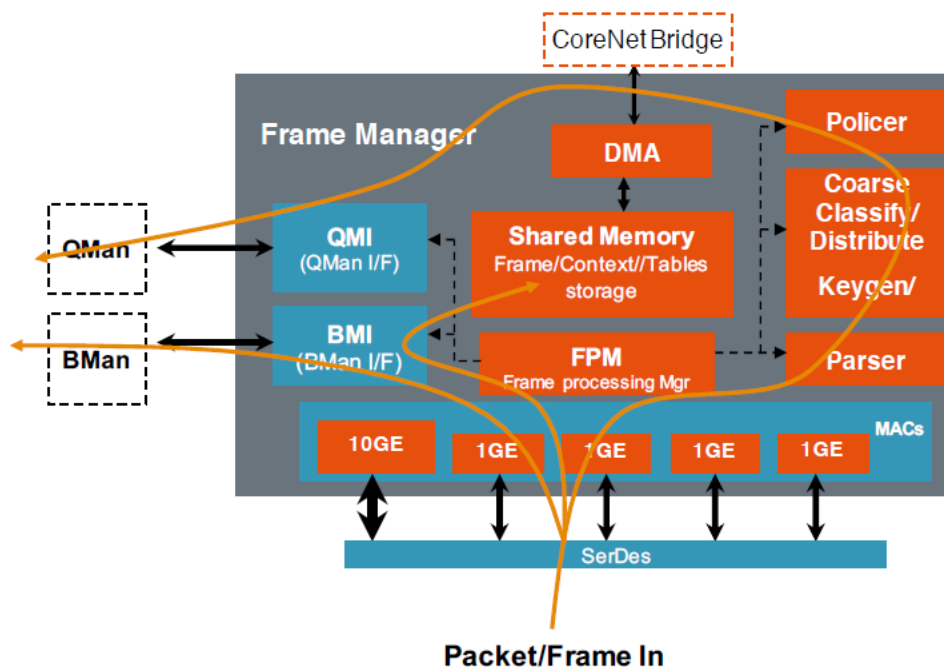 CoreNet Bridge
Frame Manager
Policer
DMA
Coarse
Classify/
Distribute
Keygen/
QMan
QMI
(QMan I/F)
Shared Memory
Frame/Context//Tables
storage
BMan
BMI
(BMan I/F)
FPM
Frame processing Mgr
Parser
MACs
10GE
1GE
1GE
1GE
1GE
SerDes
Packet/Frame In